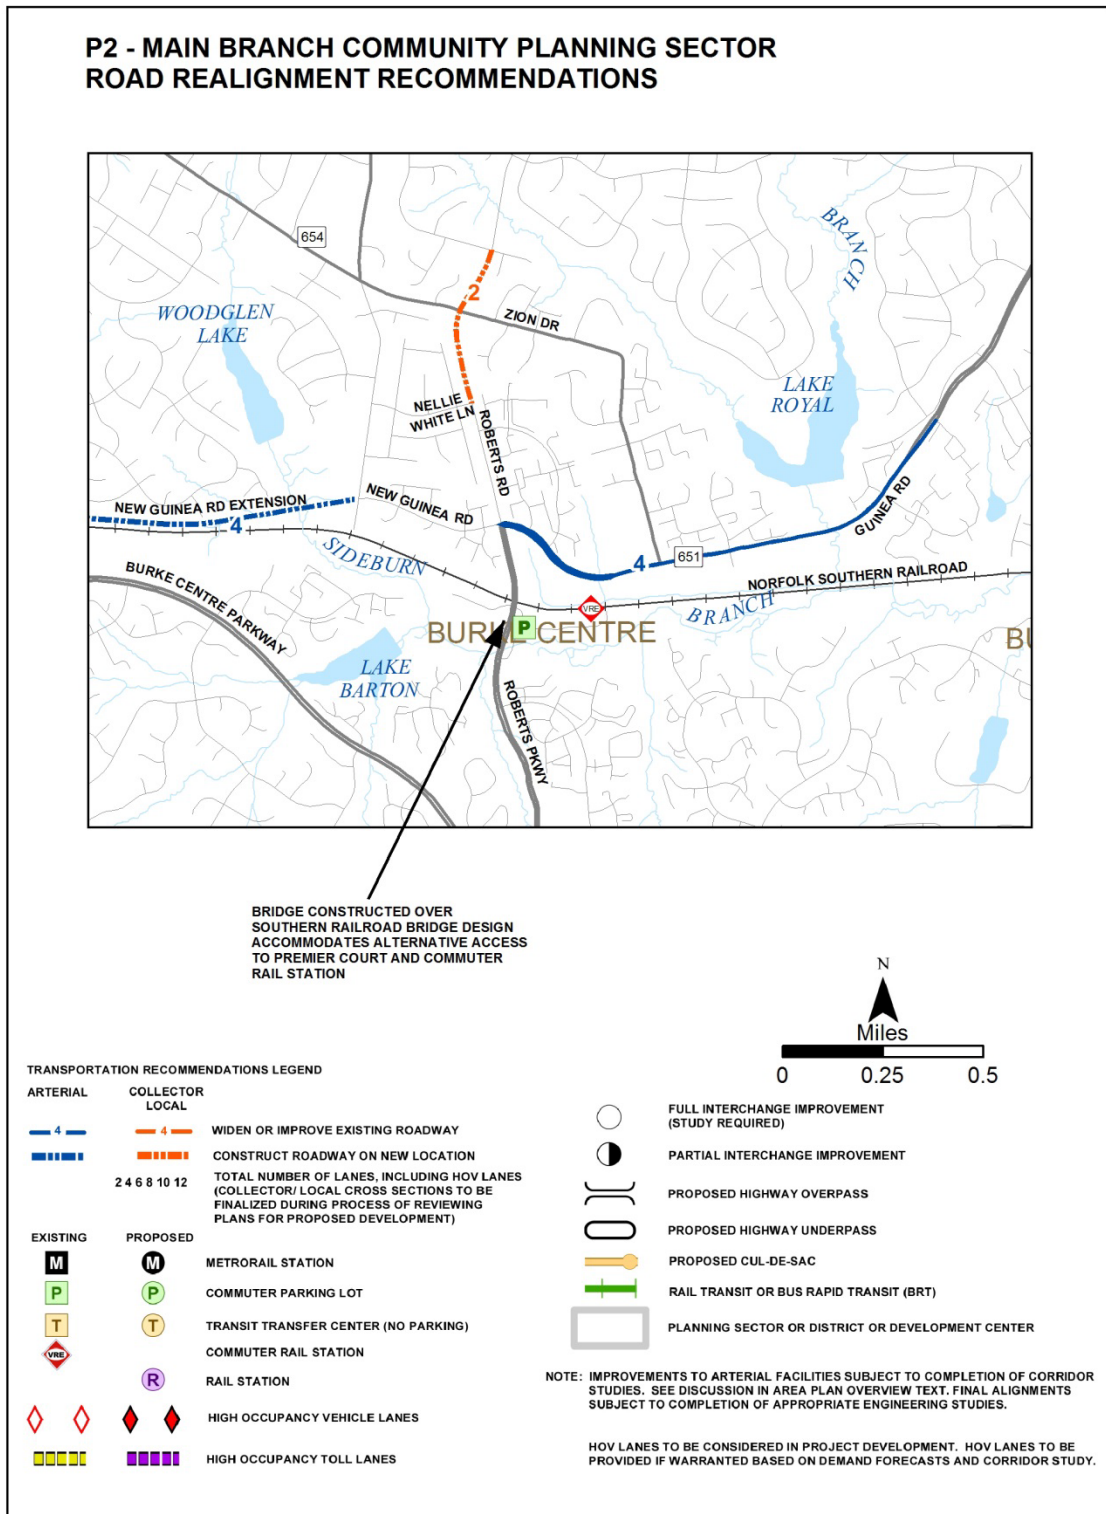 P2 - MAIN BRANCH COMMUNITY PLANNING SECTOR
ROAD REALIGNMENT RECOMMENDATIONS
654
BRANCH
2
ZION DR
WOODGLEN
LAKE
LAKE
ROYAL
NELLIE
WHITE LN
ROBERTS RD
NEW GUINEA RD EXTENSION
4
NEW GUINEA RD
GUINEA RD
SIDEBURN
4
651
NORFOLK SOUTHERN RAILROAD
BURKE CENTRE PARKWAY
VRE
BRANCH
P
BURKE CENTRE
BU
LAKE
BARTON
ROBERTS PKWY
BRIDGE CONSTRUCTED OVER
SOUTHERN RAILROAD BRIDGE DESIGN
ACCOMMODATES ALTERNATIVE ACCESS
TO PREMIER COURT AND COMMUTER
RAIL STATION
N
Miles
0 0.25 0.5
TRANSPORTATION RECOMMENDATIONS LEGEND
ARTERIAL COLLECTOR
LOCAL
4 4 WIDEN OR IMPROVE EXISTING ROADWAY
CONSTRUCT ROADWAY ON NEW LOCATION
2 4 6 8 10 12 TOTAL NUMBER OF LANES, INCLUDING HOV LANES
(COLLECTOR/ LOCAL CROSS SECTIONS TO BE
FINALIZED DURING PROCESS OF REVIEWING
PLANS FOR PROPOSED DEVELOPMENT)
EXISTING PROPOSED
M M METRORAIL STATION
P P COMMUTER PARKING LOT
T T TRANSIT TRANSFER CENTER (NO PARKING)
VRE COMMUTER RAIL STATION
R RAIL STATION
HIGH OCCUPANCY VEHICLE LANES
HIGH OCCUPANCY TOLL LANES
FULL INTERCHANGE IMPROVEMENT
(STUDY REQUIRED)
PARTIAL INTERCHANGE IMPROVEMENT
PROPOSED HIGHWAY OVERPASS
PROPOSED HIGHWAY UNDERPASS
PROPOSED CUL-DE-SAC
RAIL TRANSIT OR BUS RAPID TRANSIT (BRT)
PLANNING SECTOR OR DISTRICT OR DEVELOPMENT CENTER
NOTE: IMPROVEMENTS TO ARTERIAL FACILITIES SUBJECT TO COMPLETION OF CORRIDOR
STUDIES. SEE DISCUSSION IN AREA PLAN OVERVIEW TEXT. FINAL ALIGNMENTS
SUBJECT TO COMPLETION OF APPROPRIATE ENGINEERING STUDIES.
HOV LANES TO BE CONSIDERED IN PROJECT DEVELOPMENT. HOV LANES TO BE
PROVIDED IF WARRANTED BASED ON DEMAND FORECASTS AND CORRIDOR STUDY.